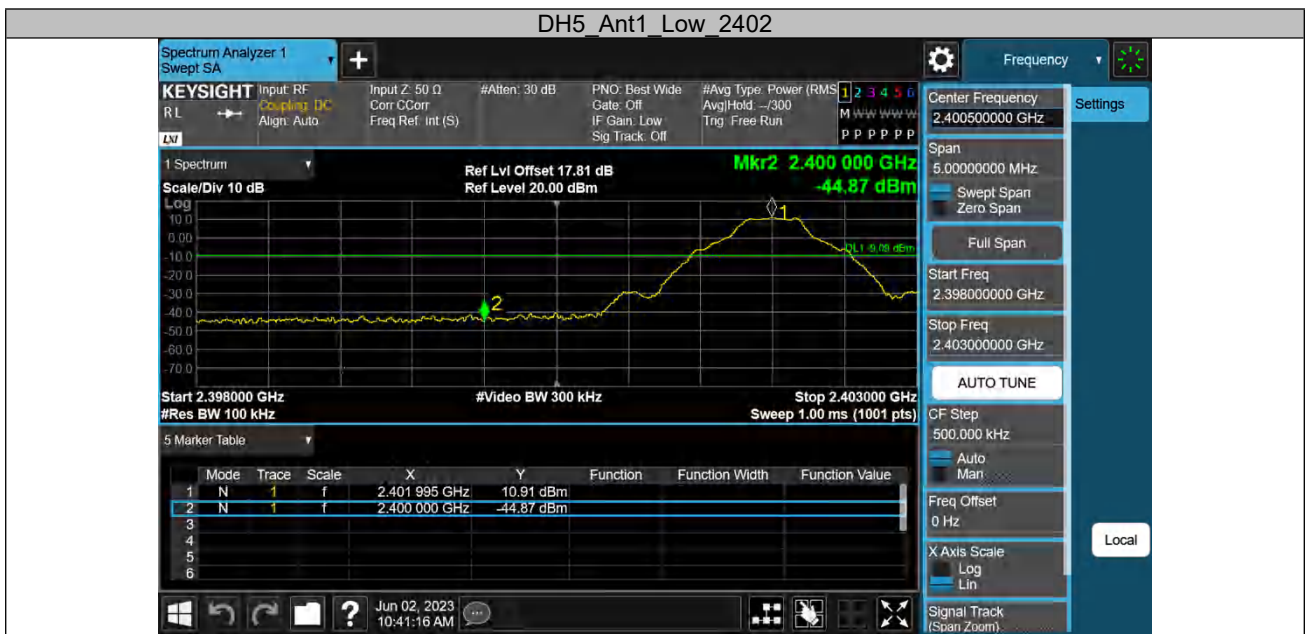 DH5_Ant1_Low_2402
Spectrum Analyzer 1
Swept SA
Frequency
KEYSIGHT
Input: RF
Input Z: 50 Ω
#Atten: 30 dB
PNO: Best Wide
#Avg Type: Power (RMS
1 2 3 4 5 6
R L
Coupling: DC
Corr CCorr
Gate: Off
Avg|Hold: --/300
M W W W W W
Align: Auto
Freq Ref: Int (S)
IF Gain: Low
Trig: Free Run
P P P P P P
LXI
Sig Track: Off
1 Spectrum
Ref Lvl Offset 17.81 dB
Mkr2 2.400 000 GHz
Scale/Div 10 dB
Ref Level 20.00 dBm
-44.87 dBm
Log
10.0
0.00
-10.0
-20.0
-30.0
-40.0
-50.0
-60.0
-70.0
1
2
DL1 -9.09 dBm
Start 2.398000 GHz
#Video BW 300 kHz
Stop 2.403000 GHz
#Res BW 100 kHz
Sweep 1.00 ms (1001 pts)
5 Marker Table
Mode Trace Scale X Y Function Function Width Function Value
1 N 1 f 2.401 995 GHz 10.91 dBm
2 N 1 f 2.400 000 GHz -44.87 dBm
3
4
5
6
Jun 02, 2023
10:41:16 AM
Center Frequency
2.400500000 GHz
Settings
Span
5.00000000 MHz
Swept Span
Zero Span
Full Span
Start Freq
2.398000000 GHz
Stop Freq
2.403000000 GHz
AUTO TUNE
CF Step
500.000 kHz
Auto
Man
Freq Offset
0 Hz
Local
X Axis Scale
Log
Lin
Signal Track
(Span Zoom)